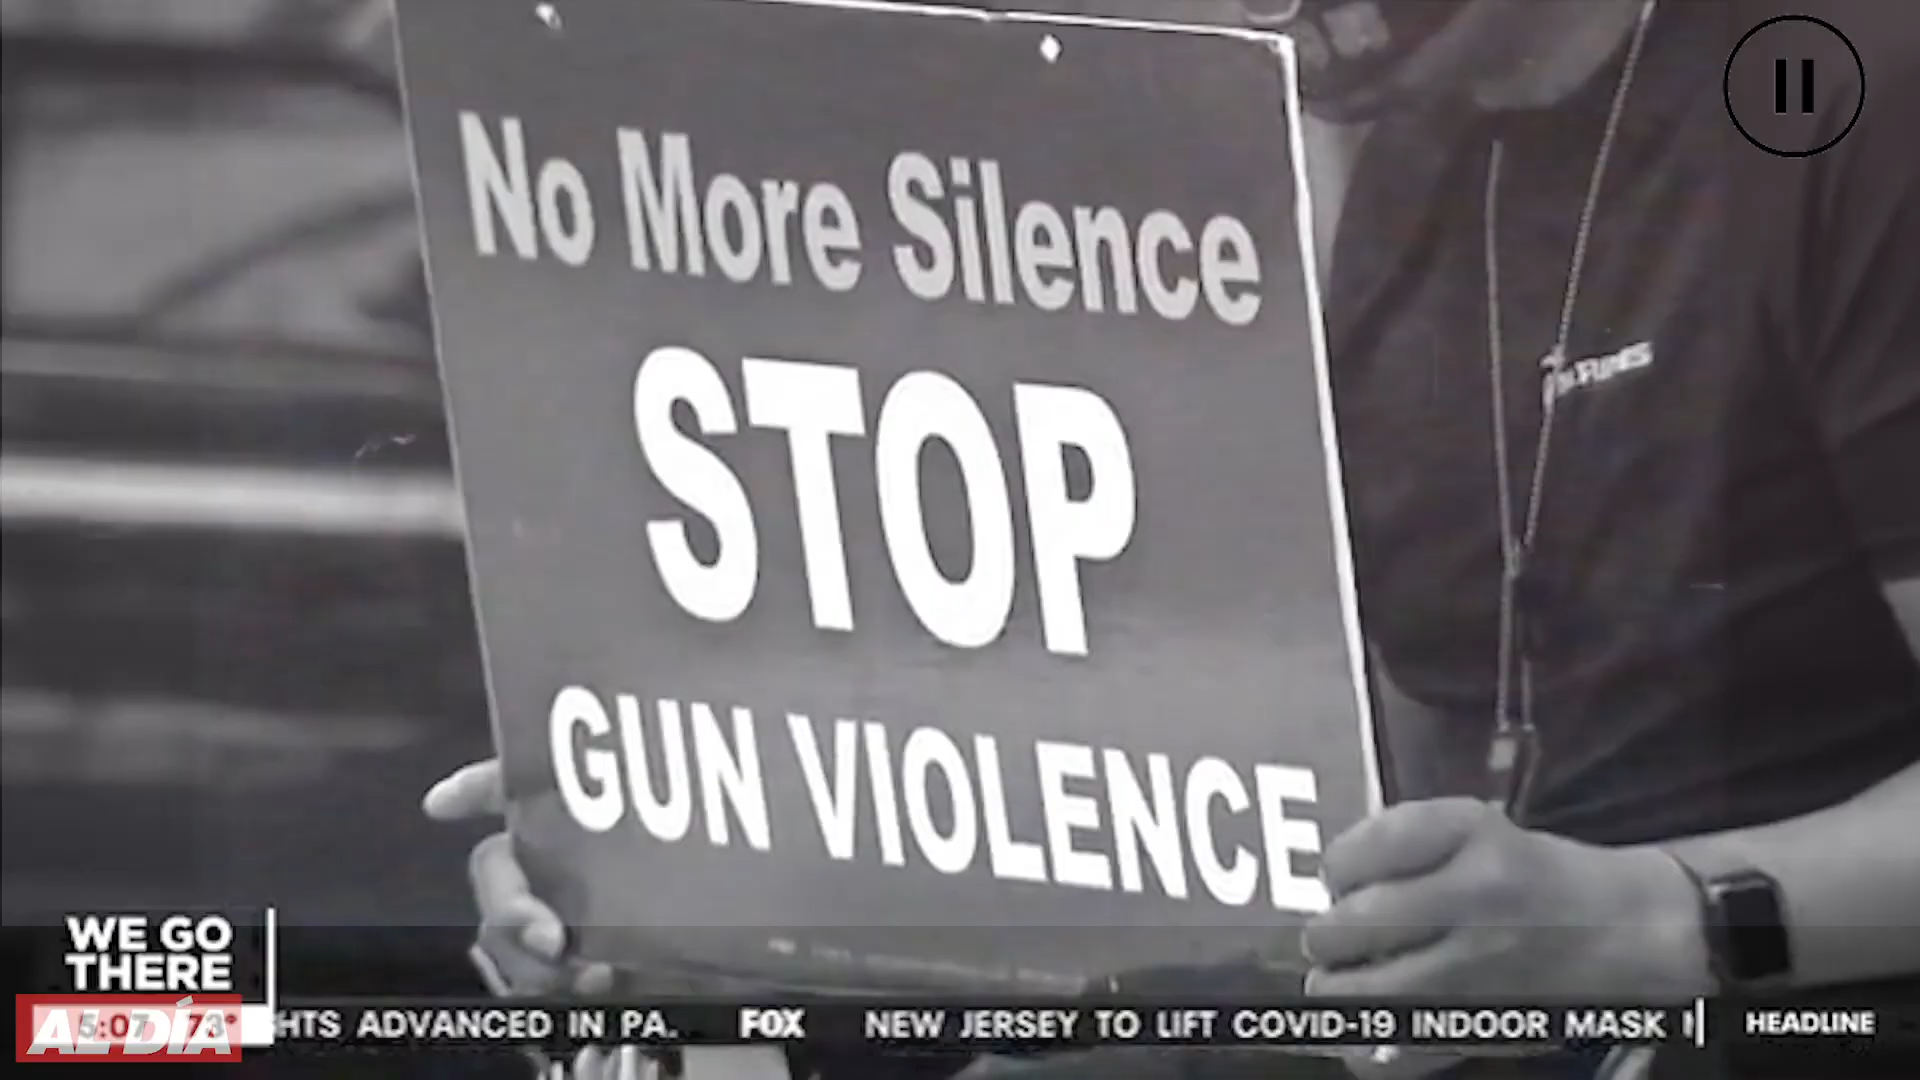 No More Silence
STOP
GUN VIOLENCE
WE GO
THERE
AL DÍA
5:07 73°
HTS ADVANCED IN PA. FOX NEW JERSEY TO LIFT COVID-19 INDOOR MASK
HEADLINE